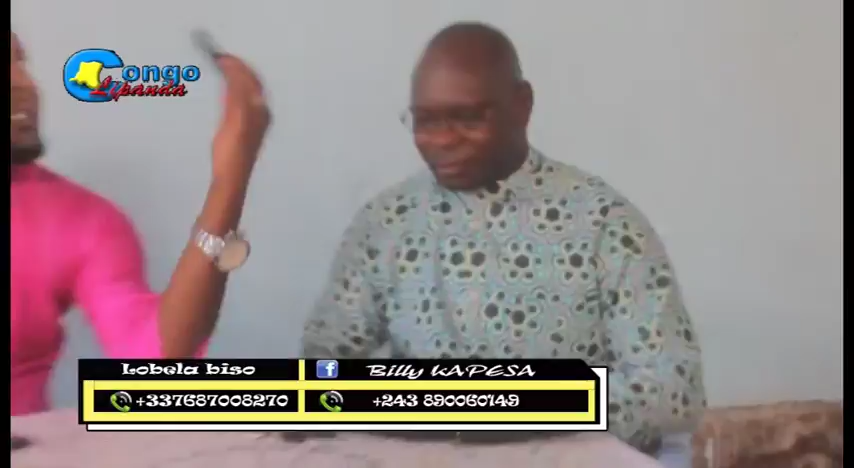 Congo
Lipanda
Lobela biso
Billy KAPESA
+337687008270
+243 890060149